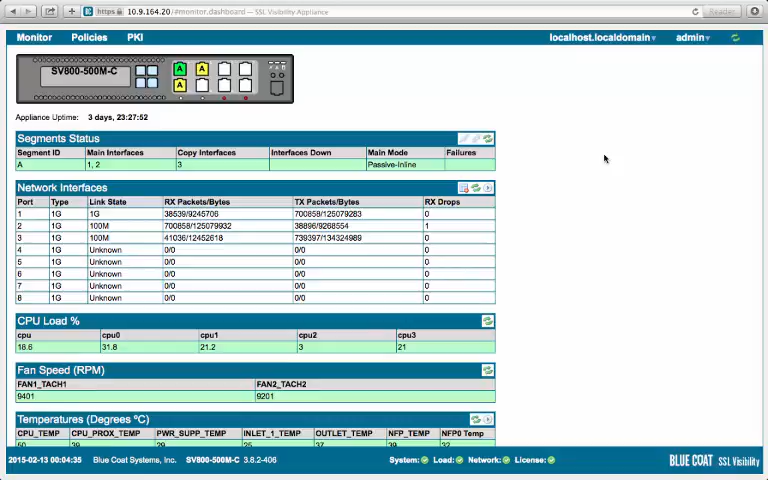 https 10.9.164.20/#monitor.dashboard — SSL Visibility Appliance Reader
Monitor Policies PKI localhost.localdomain admin
SV800-500M-C A A A
Appliance Uptime: 3 days, 23:27:52
Segments Status
Segment ID Main Interfaces Copy Interfaces Interfaces Down Main Mode Failures
A 1, 2 3 Passive-Inline
Network Interfaces
Port Type Link State RX Packets/Bytes TX Packets/Bytes RX Drops
1 1G 1G 38539/9245706 700858/125079283 0
2 1G 100M 700858/125079932 38896/9268554 1
3 1G 100M 41036/12452618 739397/134324989 0
4 1G Unknown 0/0 0/0 0
5 1G Unknown 0/0 0/0 0
6 1G Unknown 0/0 0/0 0
7 1G Unknown 0/0 0/0 0
8 1G Unknown 0/0 0/0 0
CPU Load %
cpu cpu0 cpu1 cpu2 cpu3
18.6 31.8 21.2 3 21
Fan Speed (RPM)
FAN1_TACH1 FAN2_TACH2
9401 9201
Temperatures (Degrees ºC)
CPU_TEMP CPU_PROX_TEMP PWR_SUPP_TEMP INLET_1_TEMP OUTLET_TEMP NFP_TEMP NFP0 Temp
2015-02-13 00:04:35 Blue Coat Systems, Inc. SV800-500M-C 3.8.2-406 System: Load: Network: License: BLUE COAT SSL Visibility